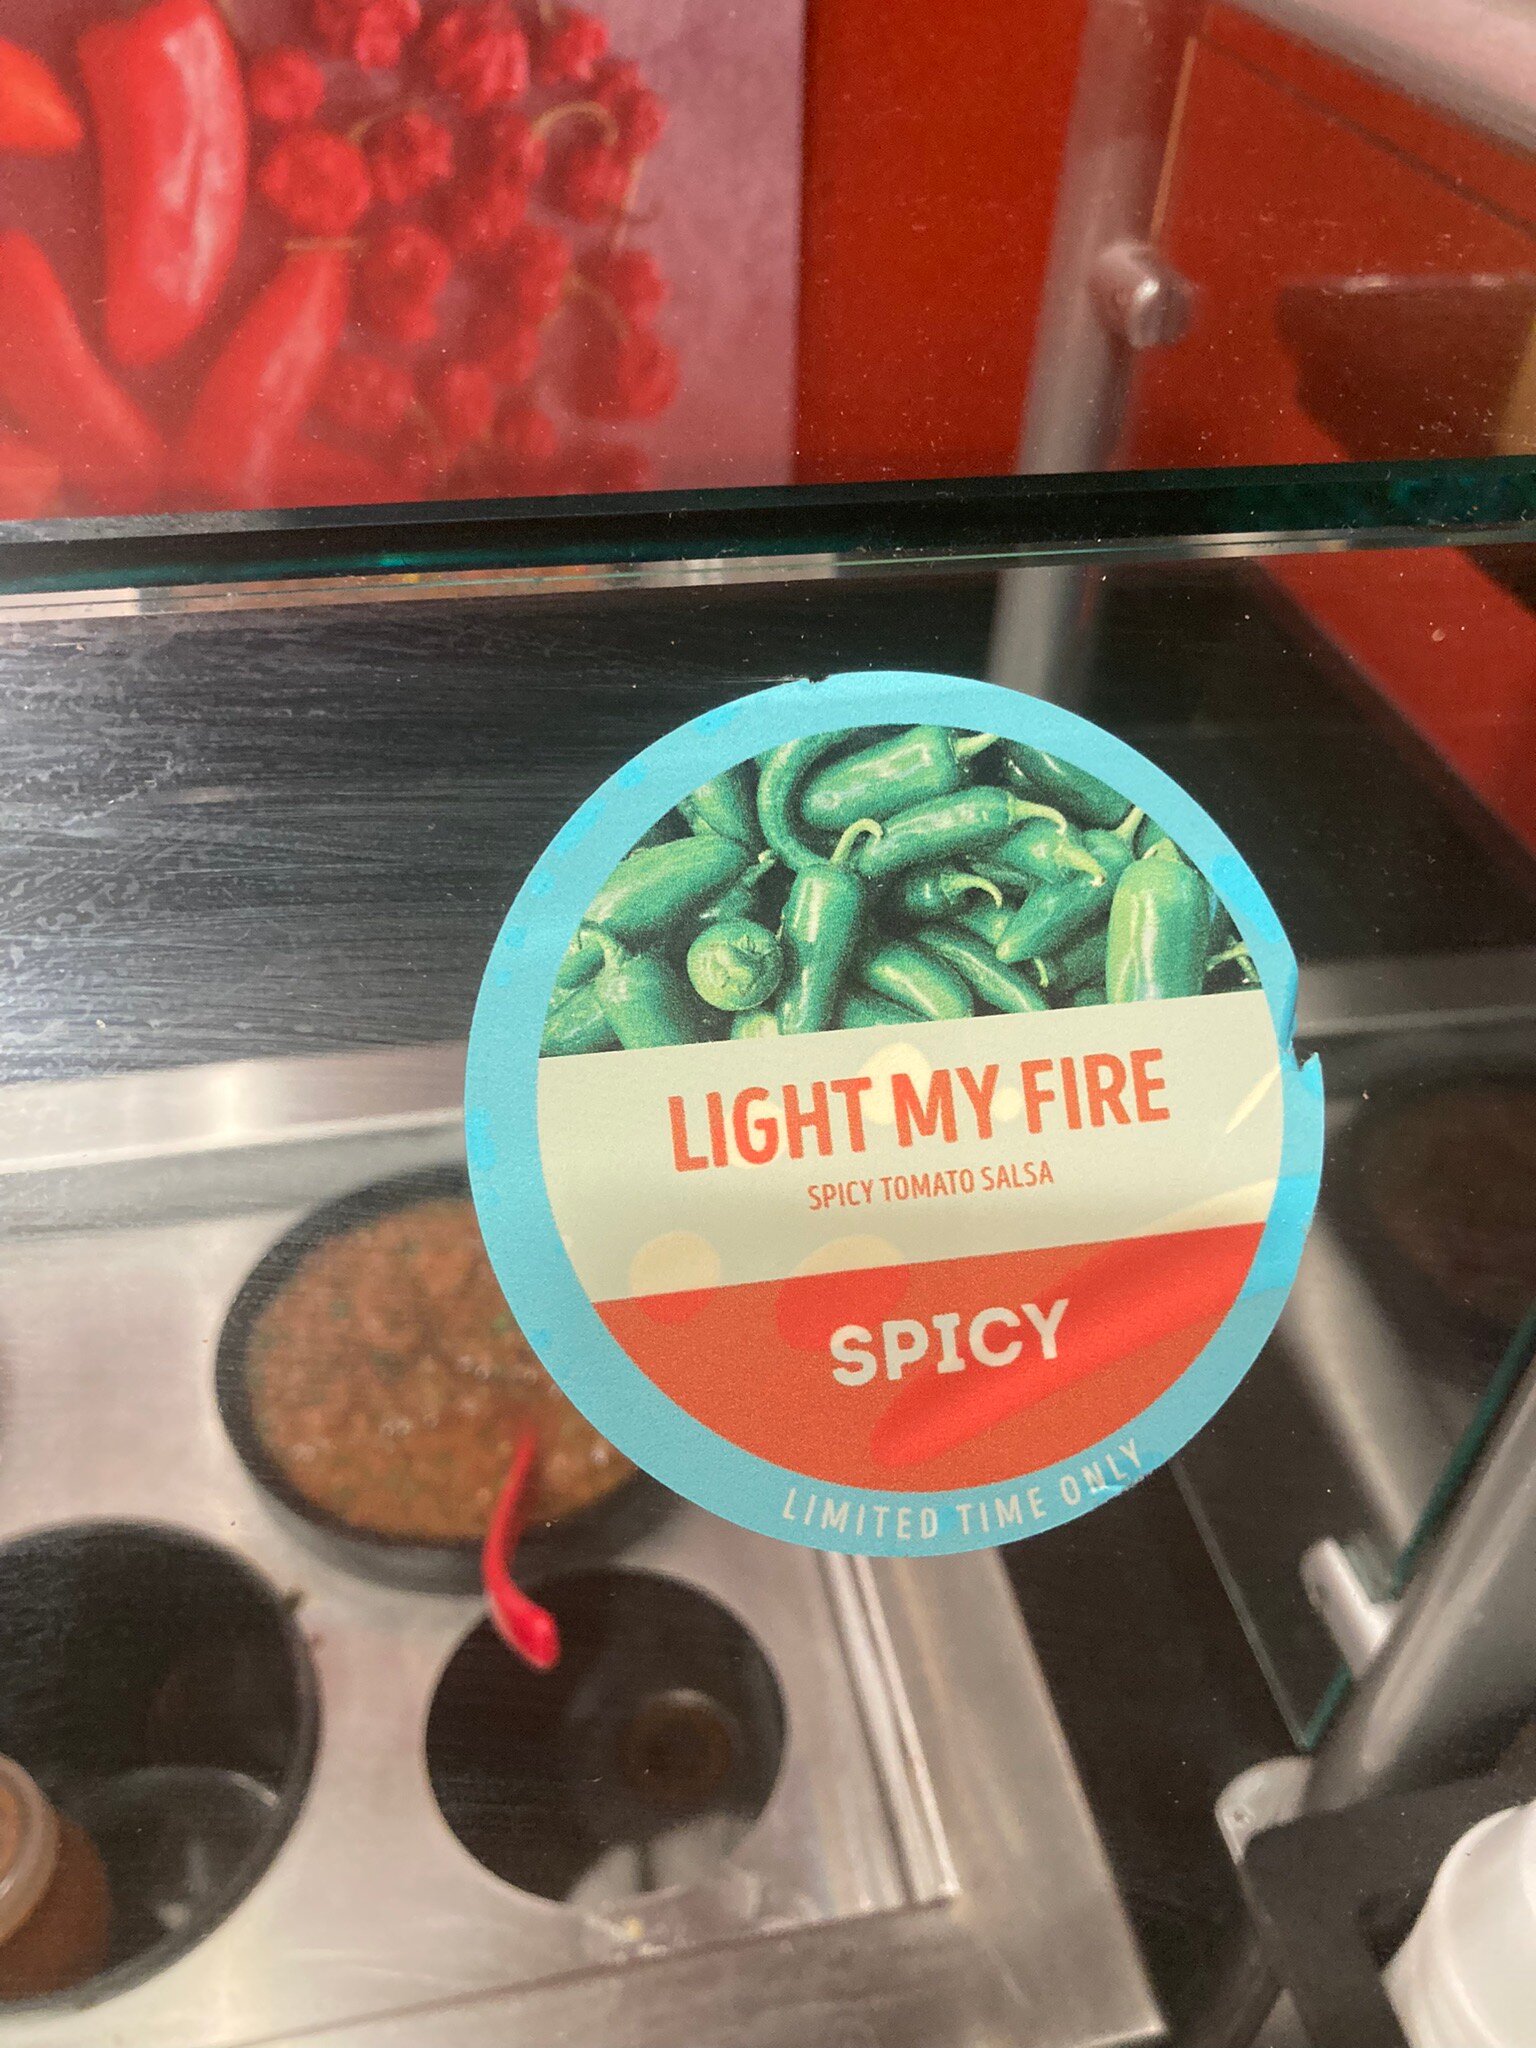 LIGHT MY FIRE
SPICY TOMATO SALSA
SPICY
LIMITED TIME ONLY